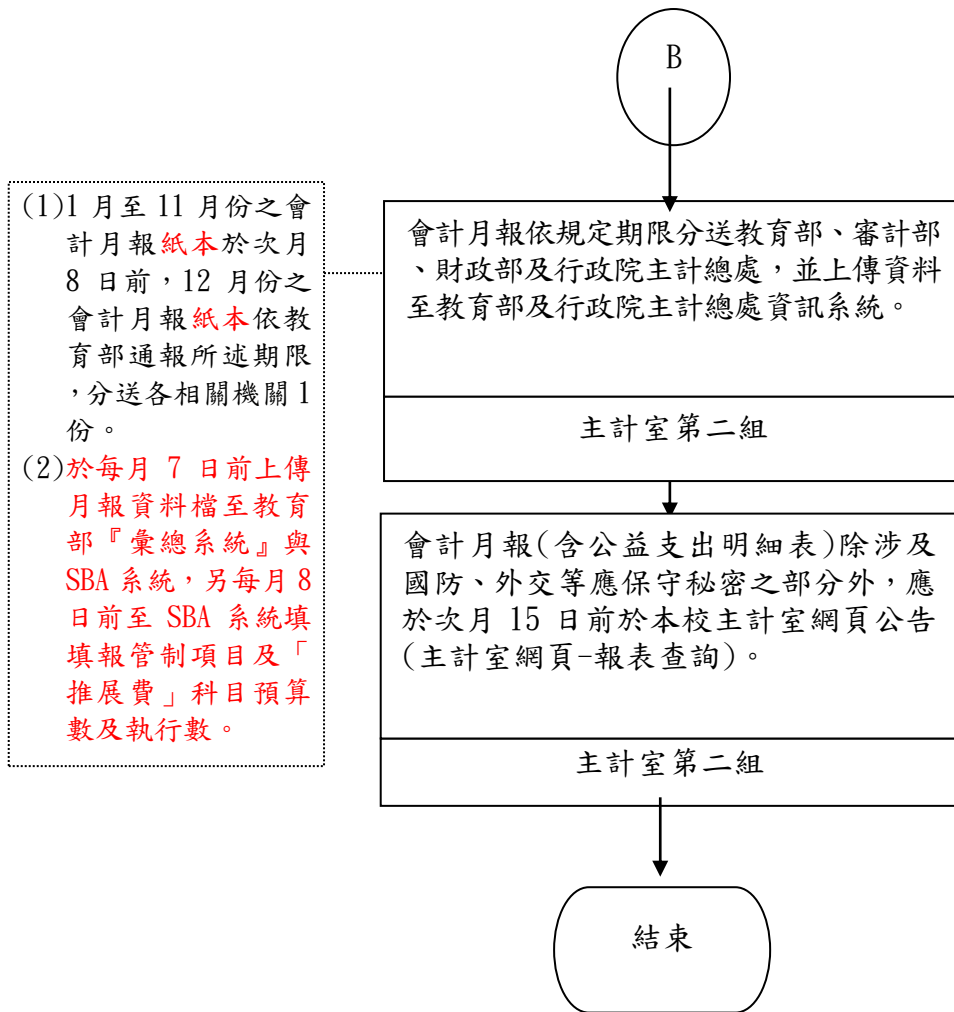 B
(1)1 月至 11 月份之會
計月報紙本於次月
8 日前，12 月份之
會計月報紙本依教
育部通報所述期限
，分送各相關機關 1
份。
(2)於每月 7 日前上傳
月報資料檔至教育
部『彙總系統』與
SBA 系統，另每月 8
日前至 SBA 系統填
填報管制項目及「
推展費」科目預算
數及執行數。
會計月報依規定期限分送教育部、審計部
、財政部及行政院主計總處，並上傳資料
至教育部及行政院主計總處資訊系統。
主計室第二組
會計月報(含公益支出明細表)除涉及
國防、外交等應保守秘密之部分外，應
於次月 15 日前於本校主計室網頁公告
(主計室網頁-報表查詢)。
主計室第二組
結束